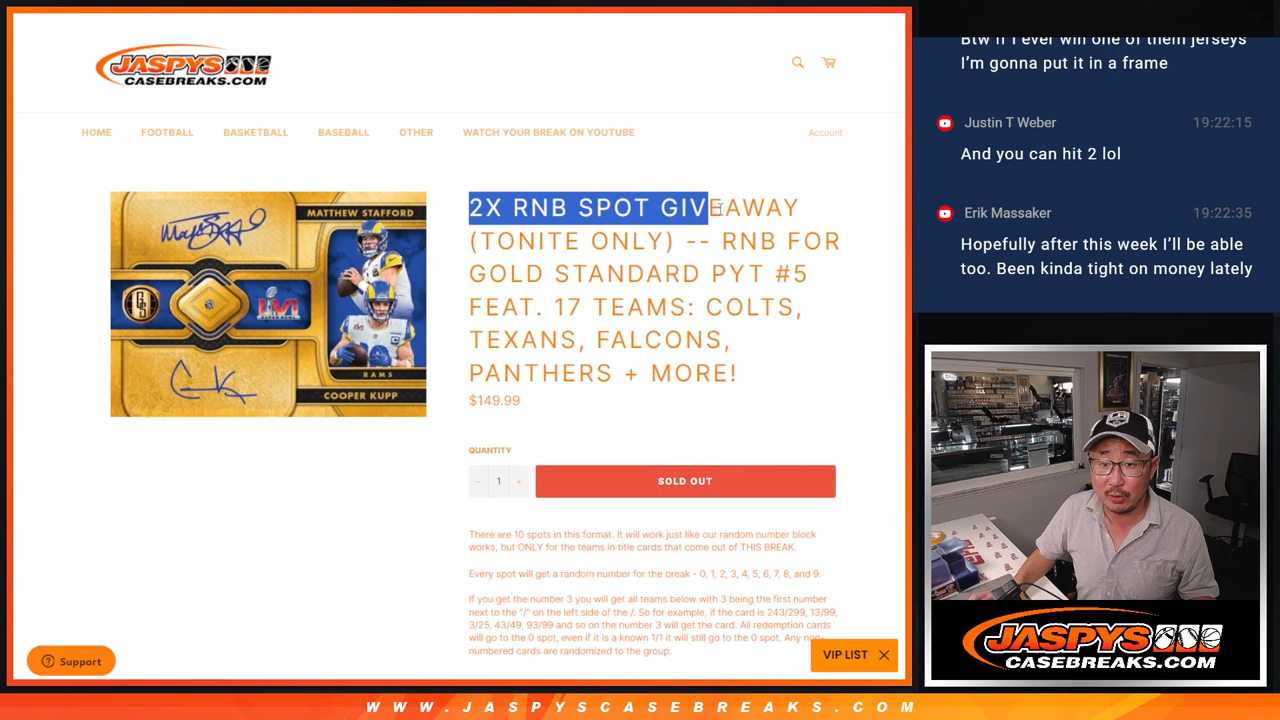 JASPYS
CASEBREAKS.COM
HOME FOOTBALL BASKETBALL BASEBALL OTHER WATCH YOUR BREAK ON YOUTUBE Account
MATTHEW STAFFORD
GS
LVI
RAMS
COOPER KUPP
2X RNB SPOT GIVEAWAY
(TONITE ONLY) -- RNB FOR
GOLD STANDARD PYT #5
FEAT. 17 TEAMS: COLTS,
TEXANS, FALCONS,
PANTHERS + MORE!
$149.99
QUANTITY
− 1 + SOLD OUT
There are 10 spots in this format. It will work just like our random number block
works, but ONLY for the teams in title cards that come out of THIS BREAK.
Every spot will get a random number for the break - 0, 1, 2, 3, 4, 5, 6, 7, 8, and 9.
If you get the number 3 you will get all teams below with 3 being the first number
next to the "/" on the left side of the /. So for example, if the card is 243/299, 13/99,
3/25, 43/49, 93/99 and so on the number 3 will get the card. All redemption cards
will go to the 0 spot, even if it is a known 1/1 it will still go to the 0 spot. Any non-
numbered cards are randomized to the group.
Support
VIP LIST
Btw if I ever win one of them jerseys
I'm gonna put it in a frame
Justin T Weber 19:22:15
And you can hit 2 lol
Erik Massaker 19:22:35
Hopefully after this week I'll be able
too. Been kinda tight on money lately
JASPYS
CASEBREAKS.COM
WWW.JASPYSCASEBREAKS.COM